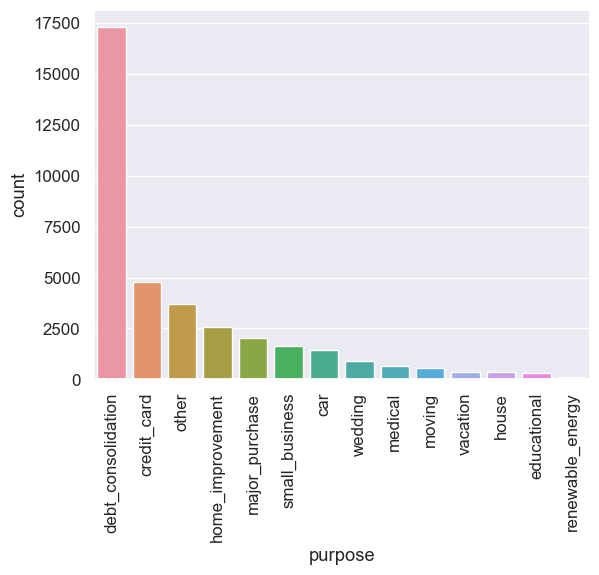 17500
15000
12500
10000
7500
5000
2500
0
count
debt_consolidation
credit_card
other
home_improvement
major_purchase
small_business
car
wedding
medical
moving
vacation
house
educational
renewable_energy
purpose